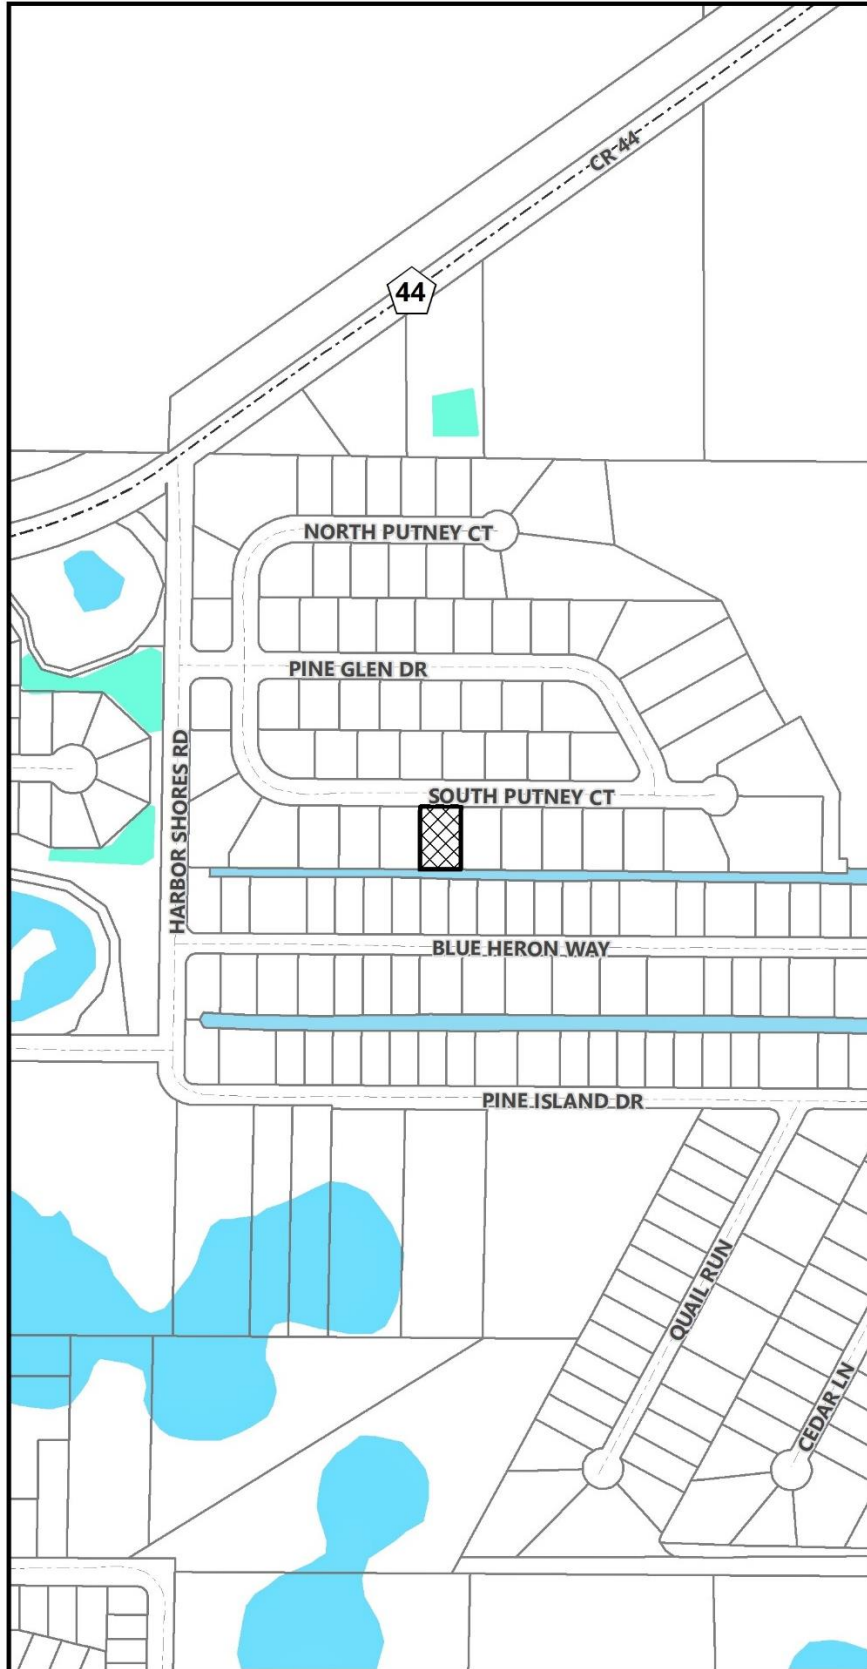 CR 44
44
NORTH PUTNEY CT
PINE GLEN DR
HARBOR SHORES RD
SOUTH PUTNEY CT
BLUE HERON WAY
PINE ISLAND DR
QUAIL RUN
CEDAR LN